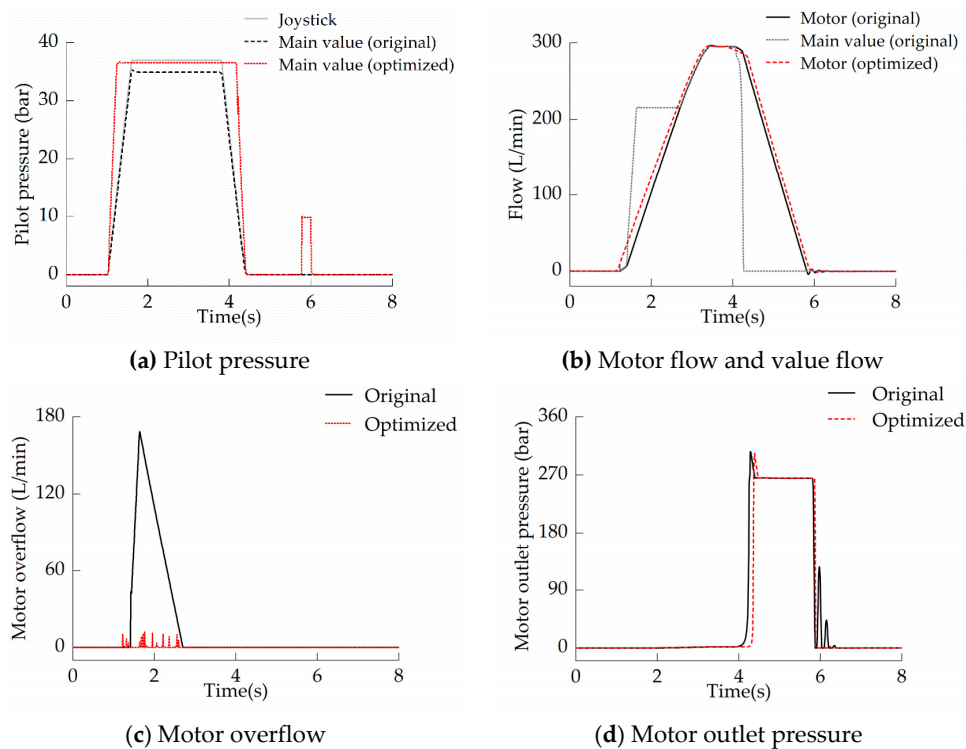 Joystick
Main value (original)
Main value (optimized)
Pilot pressure (bar)
40
30
20
10
0
0 2 4 6 8
Time(s)
(a) Pilot pressure
Motor (original)
Main value (original)
Motor (optimized)
Flow (L/min)
300
200
100
0
0 2 4 6 8
Time(s)
(b) Motor flow and value flow
Original
Optimized
Motor overflow (L/min)
180
120
60
0
0 2 4 6 8
Time(s)
(c) Motor overflow
Original
Optimized
Motor outlet pressure (bar)
360
270
180
90
0
0 2 4 6 8
Time(s)
(d) Motor outlet pressure